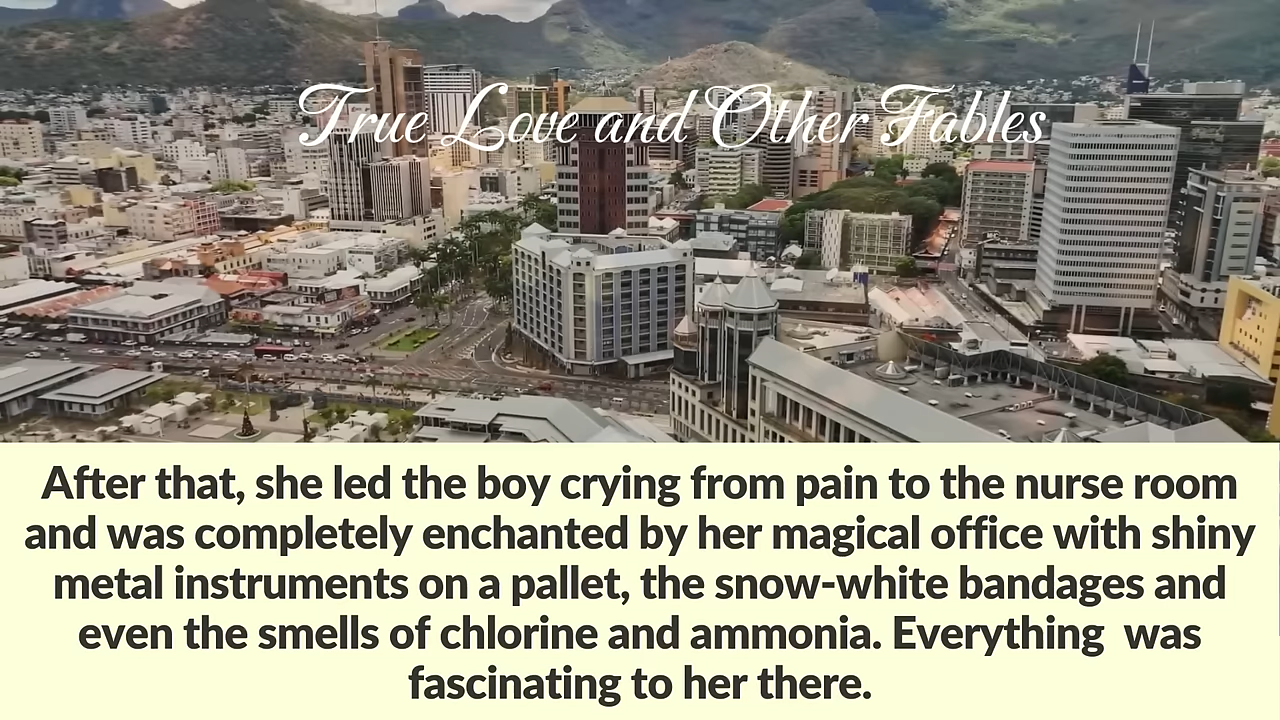 True Love and Other Fables
After that, she led the boy crying from pain to the nurse room
and was completely enchanted by her magical office with shiny
metal instruments on a pallet, the snow-white bandages and
even the smells of chlorine and ammonia. Everything  was
fascinating to her there.